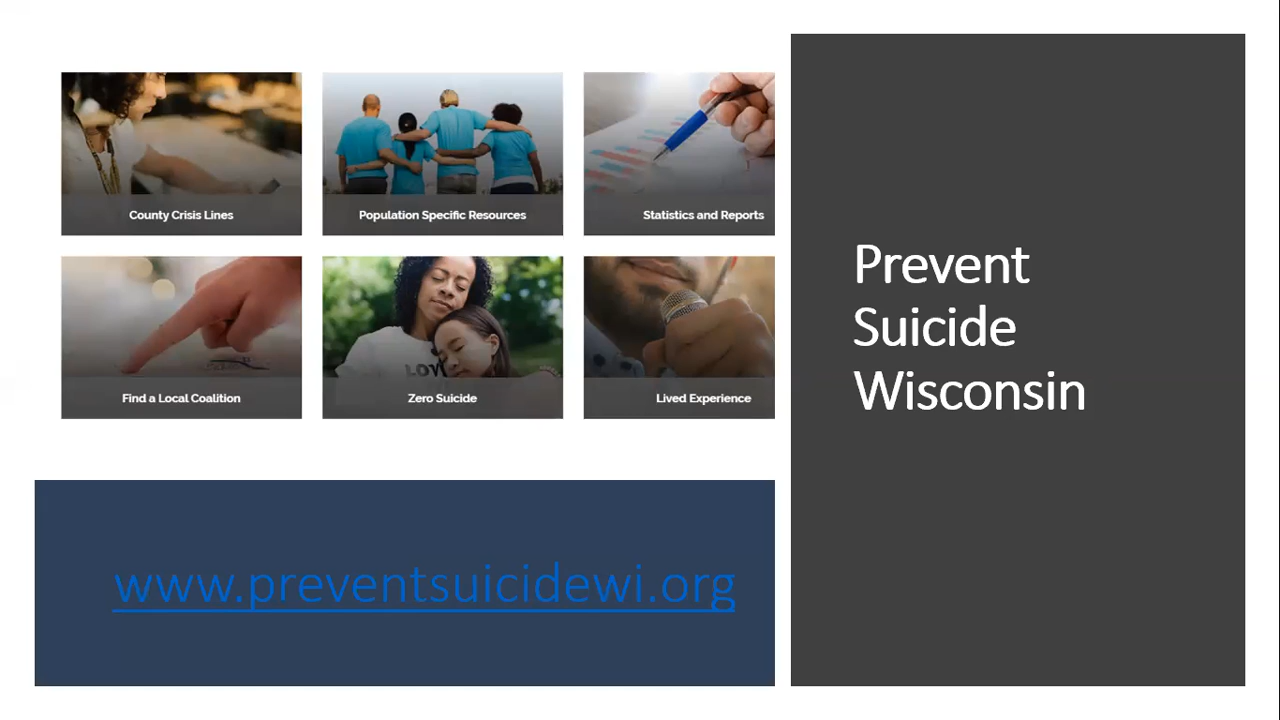 County Crisis Lines
Population Specific Resources
Statistics and Reports
Find a Local Coalition
Zero Suicide
Lived Experience
Prevent
Suicide
Wisconsin
www.preventsuicidewi.org